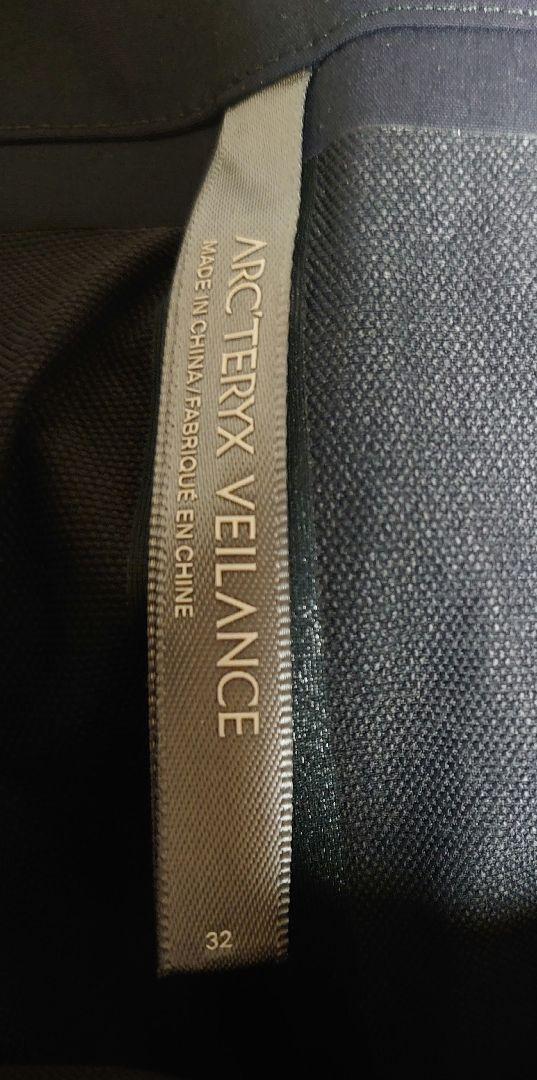 ARC'TERYX VEILANCE
MADE IN CHINA/FABRIQUÉ EN CHINE
32